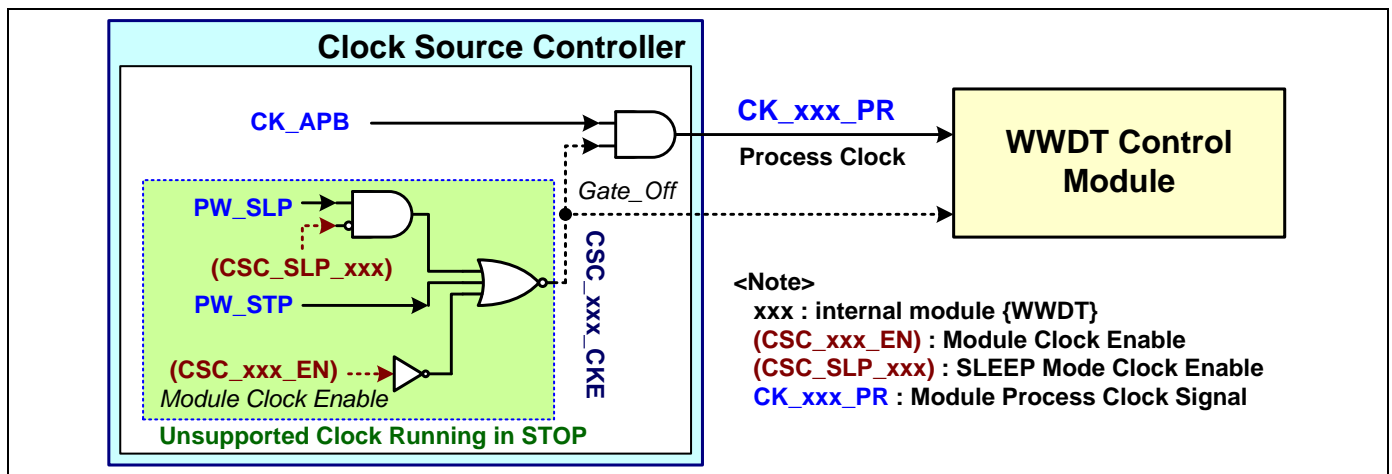 Clock Source Controller
CK_APB
CK_xxx_PR
Process Clock
WWDT Control
Module
Gate_Off
PW_SLP
(CSC_SLP_xxx)
PW_STP
CSC_xxx_CKE
(CSC_xxx_EN)
Module Clock Enable
Unsupported Clock Running in STOP
<Note>
xxx : internal module {WWDT}
(CSC_xxx_EN) : Module Clock Enable
(CSC_SLP_xxx) : SLEEP Mode Clock Enable
CK_xxx_PR : Module Process Clock Signal